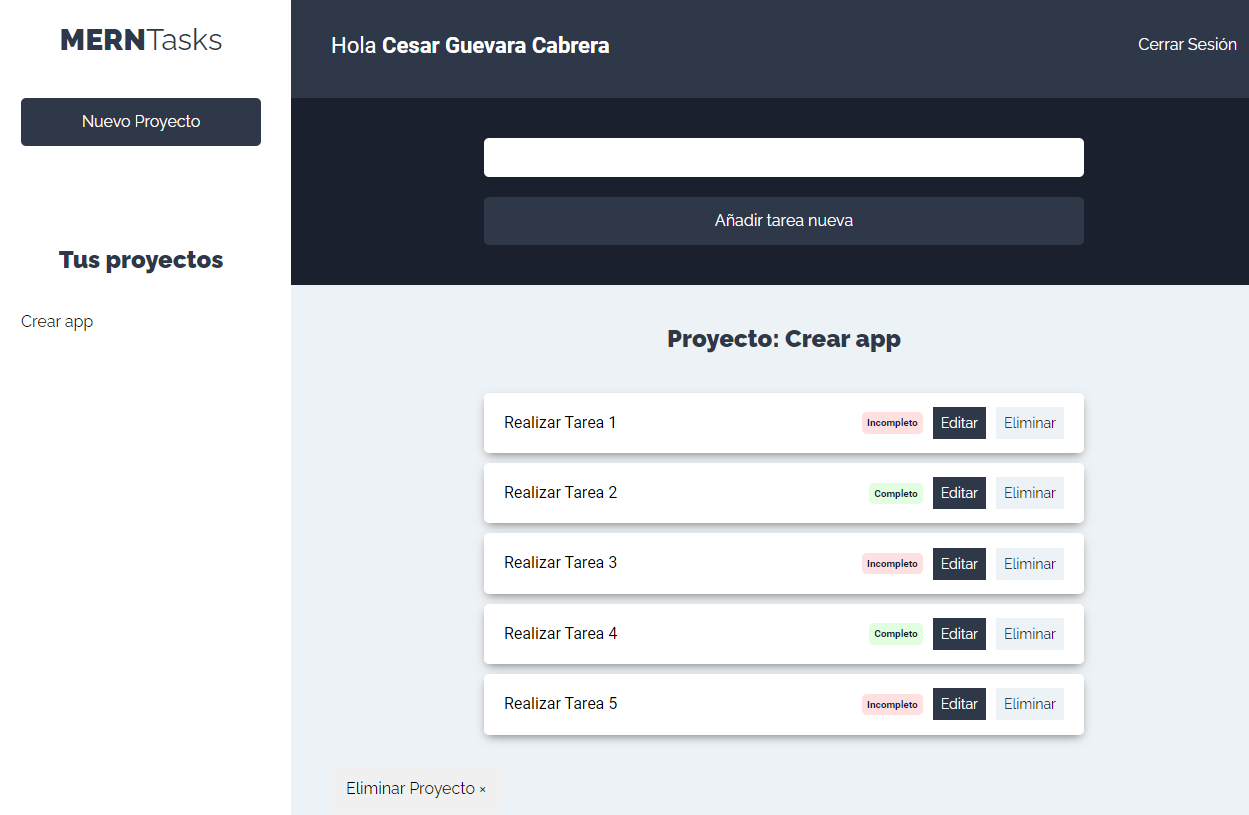 MERNTasks
Nuevo Proyecto
Tus proyectos
Crear app
Hola Cesar Guevara Cabrera
Cerrar Sesión
Añadir tarea nueva
Proyecto: Crear app
Realizar Tarea 1 Incompleto Editar Eliminar
Realizar Tarea 2 Completo Editar Eliminar
Realizar Tarea 3 Incompleto Editar Eliminar
Realizar Tarea 4 Completo Editar Eliminar
Realizar Tarea 5 Incompleto Editar Eliminar
Eliminar Proyecto ×